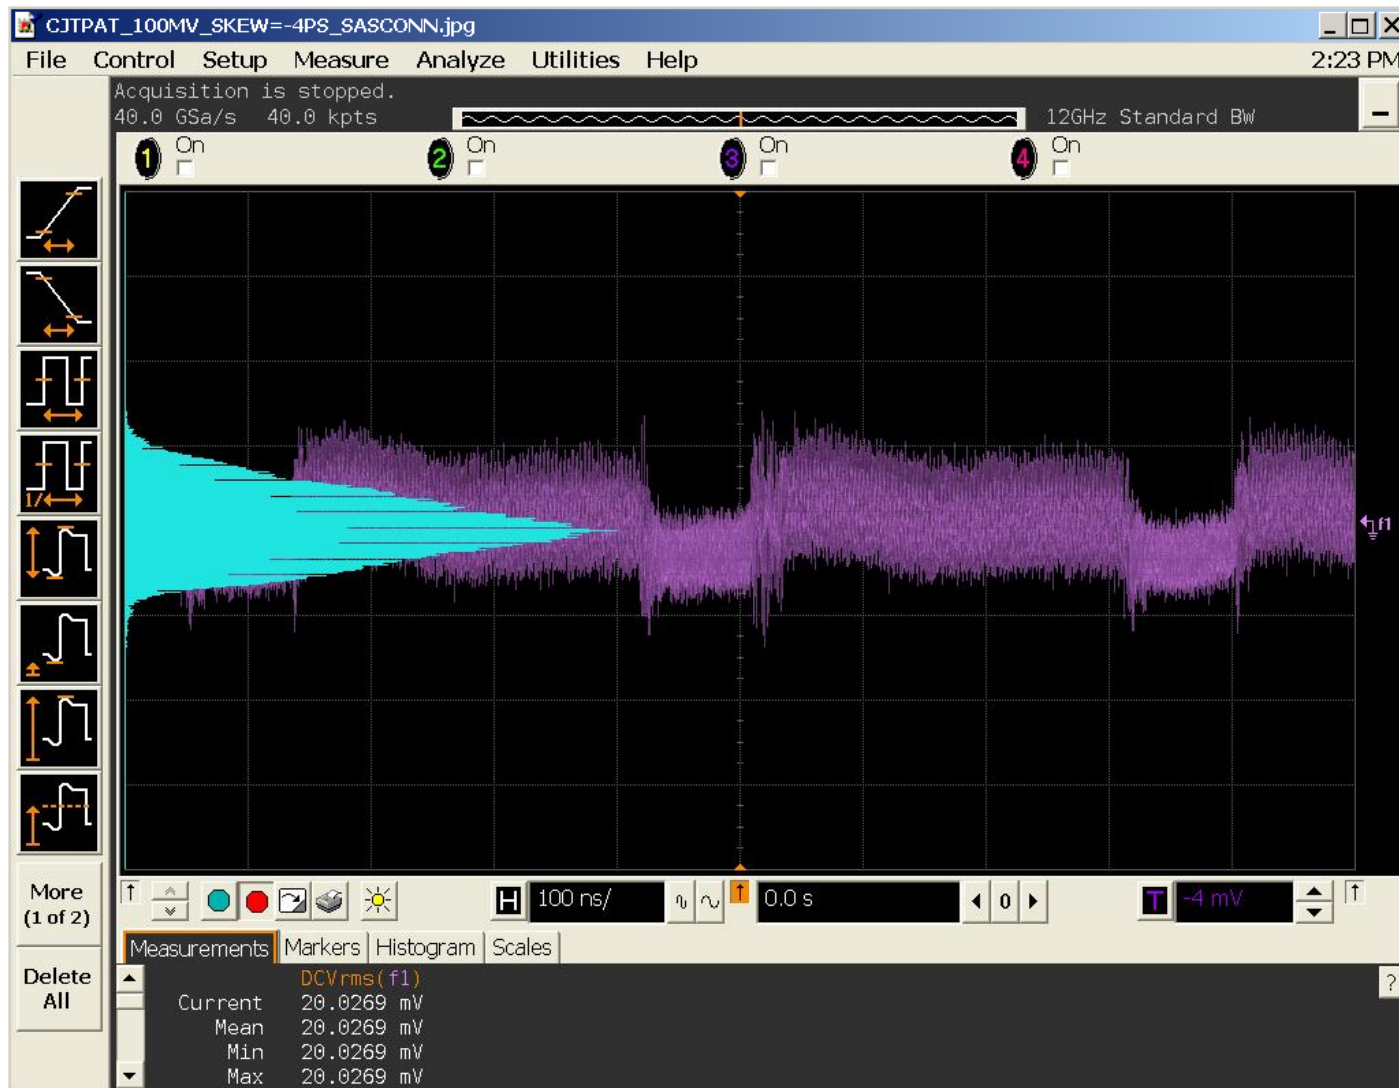 CJTPAT_100MV_SKEW=-4PS_SASCONN.jpg
File Control Setup Measure Analyze Utilities Help 2:23 PM
Acquisition is stopped.
40.0 GSa/s 40.0 kpts 12GHz Standard BW
1 On 2 On 3 On 4 On
1/
f1
More
(1 of 2)
Delete
All
H 100 ns/ 0.0 s 0 T -4 mV
Measurements Markers Histogram Scales
DCVrms(f1) ?
Current 20.0269 mV
Mean 20.0269 mV
Min 20.0269 mV
Max 20.0269 mV